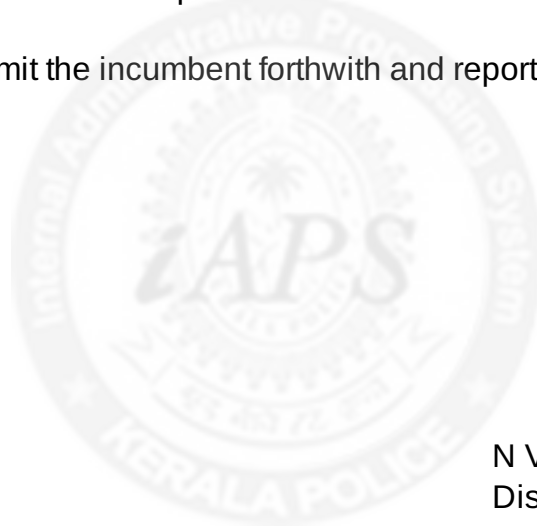 mit the incumbent forthwith and report
Internal Administrative Processing System
iAPS
KERALA POLICE
N V
Dis